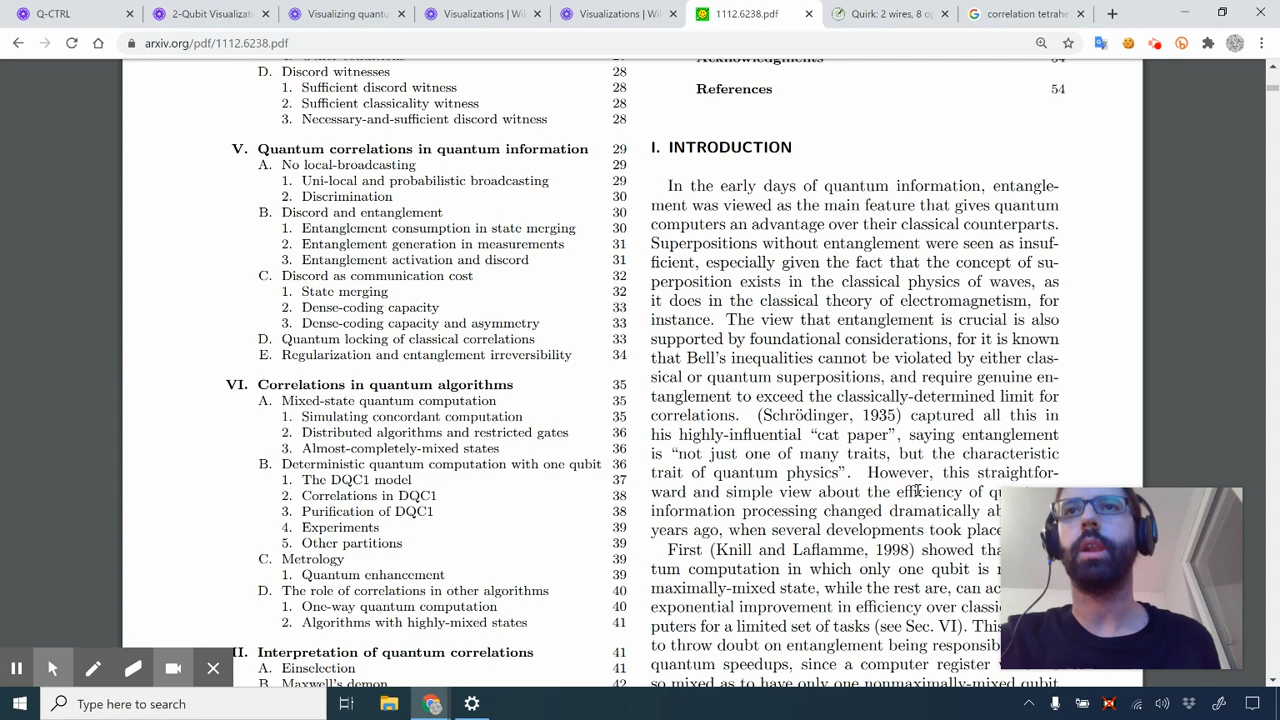 Q-CTRL
2-Qubit Visualiza
Visualizing quant
Visualizations | Wi
Visualizations | Wi
1112.6238.pdf
Quirk: 2 wires, 8 op
correlation tetrahe
arxiv.org/pdf/1112.6238.pdf
D. Discord witnesses 28
1. Sufficient discord witness 28
2. Sufficient classicality witness 28
3. Necessary-and-sufficient discord witness 28
V. Quantum correlations in quantum information 29
A. No local-broadcasting 29
1. Uni-local and probabilistic broadcasting 29
2. Discrimination 30
B. Discord and entanglement 30
1. Entanglement consumption in state merging 30
2. Entanglement generation in measurements 31
3. Entanglement activation and discord 31
C. Discord as communication cost 32
1. State merging 32
2. Dense-coding capacity 33
3. Dense-coding capacity and asymmetry 33
D. Quantum locking of classical correlations 33
E. Regularization and entanglement irreversibility 34
VI. Correlations in quantum algorithms 35
A. Mixed-state quantum computation 35
1. Simulating concordant computation 35
2. Distributed algorithms and restricted gates 36
3. Almost-completely-mixed states 36
B. Deterministic quantum computation with one qubit 36
1. The DQC1 model 37
2. Correlations in DQC1 38
3. Purification of DQC1 38
4. Experiments 39
5. Other partitions 39
C. Metrology 39
1. Quantum enhancement 39
D. The role of correlations in other algorithms 40
1. One-way quantum computation 40
2. Algorithms with highly-mixed states 41
II. Interpretation of quantum correlations 41
A. Einselection 41
B. Maxwell's demon 42
Acknowledgments 54
References 54
I. INTRODUCTION
In the early days of quantum information, entangle-
ment was viewed as the main feature that gives quantum
computers an advantage over their classical counterparts.
Superpositions without entanglement were seen as insuf-
ficient, especially given the fact that the concept of su-
perposition exists in the classical physics of waves, as
it does in the classical theory of electromagnetism, for
instance. The view that entanglement is crucial is also
supported by foundational considerations, for it is known
that Bell's inequalities cannot be violated by either clas-
sical or quantum superpositions, and require genuine en-
tanglement to exceed the classically-determined limit for
correlations. (Schrödinger, 1935) captured all this in
his highly-influential “cat paper”, saying entanglement
is “not just one of many traits, but the characteristic
trait of quantum physics”. However, this straightfor-
ward and simple view about the efficiency of
information processing changed dramatically
years ago, when several developments took place
First (Knill and Laflamme, 1998) showed
tum computation in which only one qubit is
maximally-mixed state, while the rest are, can
exponential improvement in efficiency over
puters for a limited set of tasks (see Sec. VI). This
to throw doubt on entanglement being
quantum speedups, since a computer register
so mixed as to have only one nonmaximally-mixed qubit
Type here to search